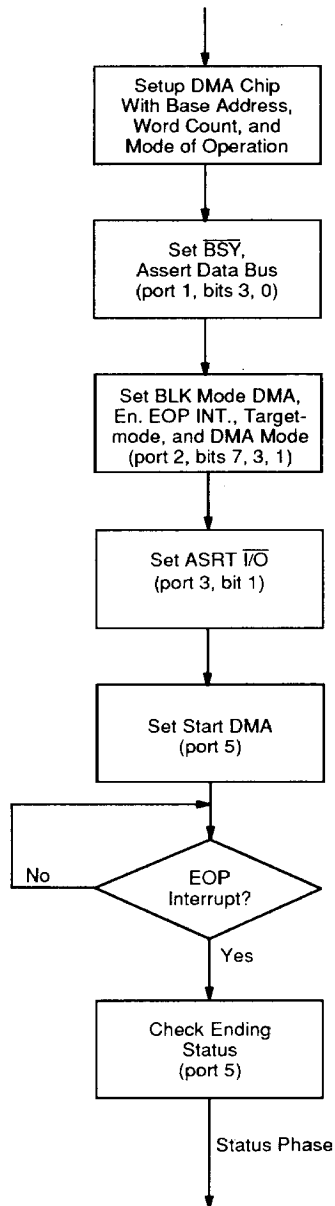 Setup DMA Chip
With Base Address,
Word Count, and
Mode of Operation
Set B̅S̅Y̅,
Assert Data Bus
(port 1, bits 3, 0)
Set BLK Mode DMA,
En. EOP INT., Target-
mode, and DMA Mode
(port 2, bits 7, 3, 1)
Set ASRT I̅/̅O̅
(port 3, bit 1)
Set Start DMA
(port 5)
No
EOP
Interrupt?
Yes
Check Ending
Status
(port 5)
Status Phase